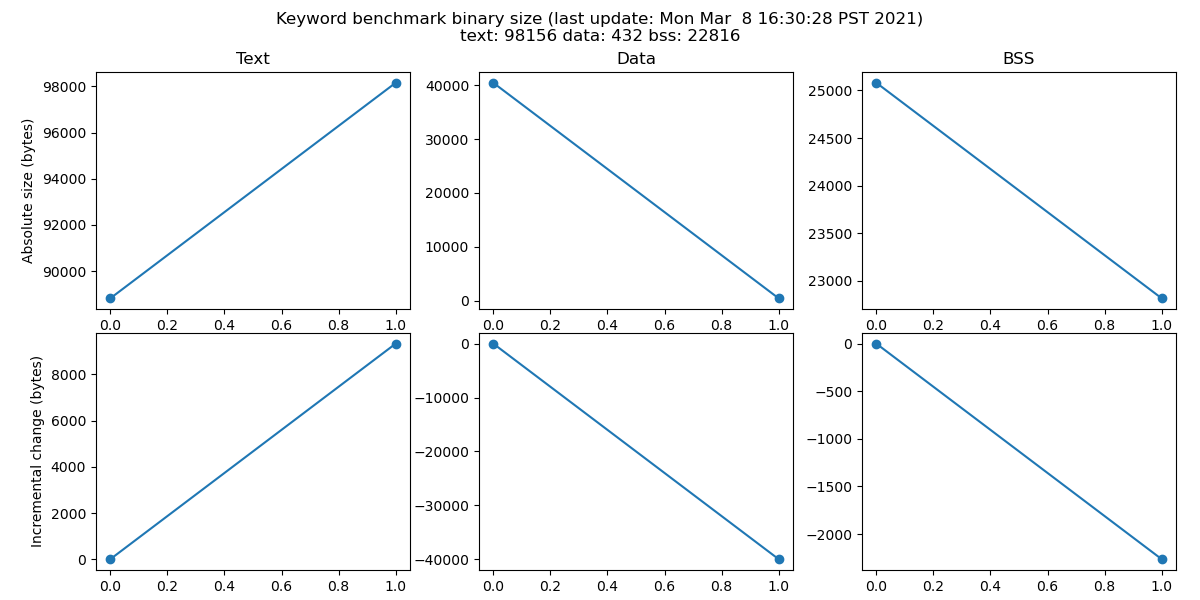 Keyword benchmark binary size (last update: Mon Mar  8 16:30:28 PST 2021)
text: 98156 data: 432 bss: 22816
Text
Data
BSS
Absolute size (bytes)
98000
96000
94000
92000
90000
0.0 0.2 0.4 0.6 0.8 1.0
40000
30000
20000
10000
0
0.0 0.2 0.4 0.6 0.8 1.0
25000
24500
24000
23500
23000
0.0 0.2 0.4 0.6 0.8 1.0
Incremental change (bytes)
8000
6000
4000
2000
0
0.0 0.2 0.4 0.6 0.8 1.0
0
−10000
−20000
−30000
−40000
0.0 0.2 0.4 0.6 0.8 1.0
0
−500
−1000
−1500
−2000
0.0 0.2 0.4 0.6 0.8 1.0